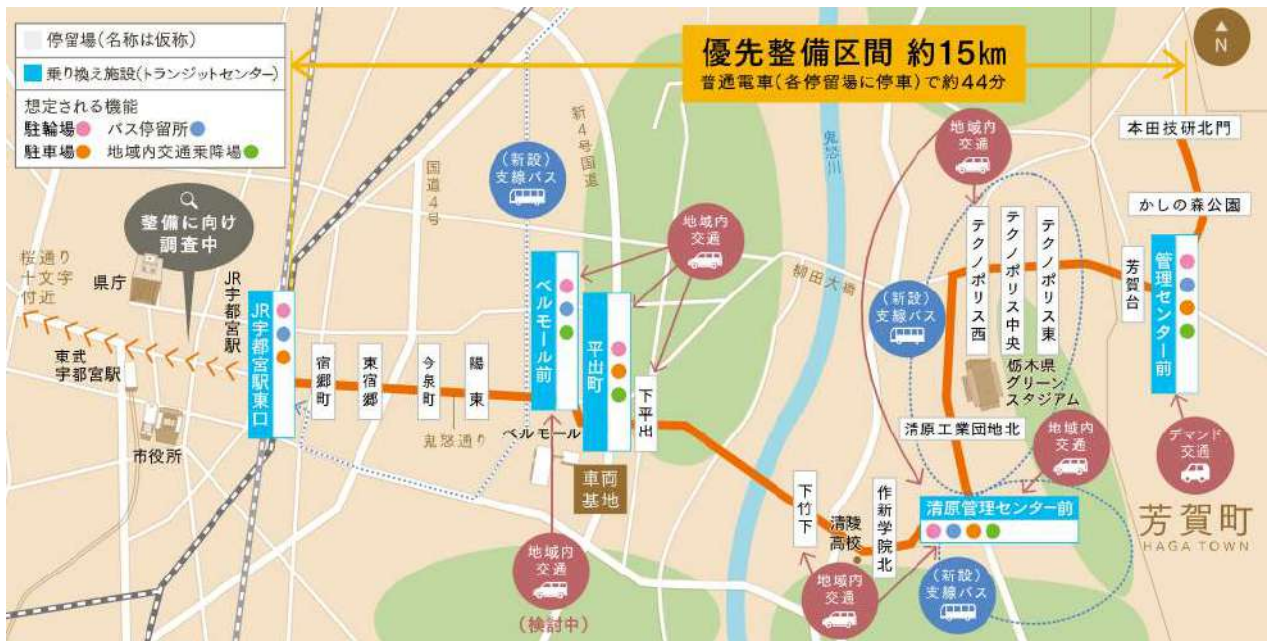 停留場(名称は仮称)
乗り換え施設(トランジットセンター)
想定される機能
駐輪場 バス停留所
駐車場 地域内交通乗降場
優先整備区間 約15km
普通電車(各停留場に停車)で約44分
N
整備に向け
調査中
桜通り
十文字
付近
県庁
JR宇都宮駅
東武
宇都宮駅
市役所
JR宇都宮駅東口
宿郷町
東宿郷
今泉町
陽東
鬼怒通り
国道4号
(新設)
支線バス
新4号国道
ベルモール前
ベルモール
平出町
下平出
車両
基地
地域内
交通
地域内
交通
(検討中)
鬼怒川
柳田大橋
下竹下
清陵
高校
作新学院北
地域内
交通
清原管理センター前
(新設)
支線バス
地域内
交通
清原工業団地北
(新設)
支線バス
地域内
交通
テクノポリス西
テクノポリス中央
テクノポリス東
栃木県
グリーン
スタジアム
芳賀台
管理センター前
かしの森公園
本田技研北門
デマンド
交通
芳賀町
HAGA TOWN